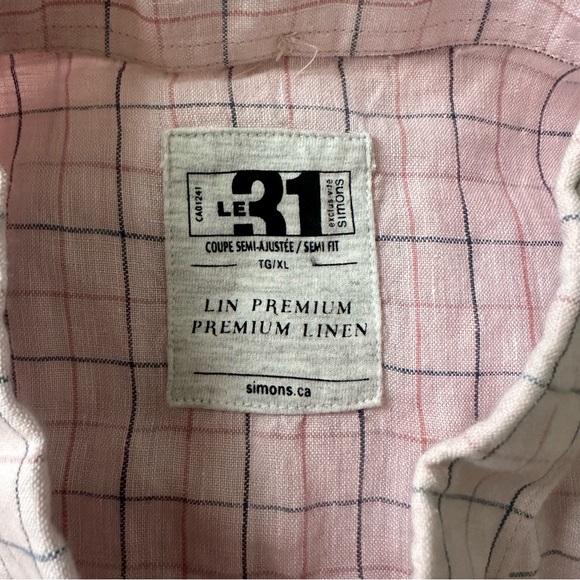 CA01241
LE 31
exclusivité simons
COUPE SEMI-AJUSTÉE / SEMI FIT
TG/XL
LIN PREMIUM
PREMIUM LINEN
simons.ca